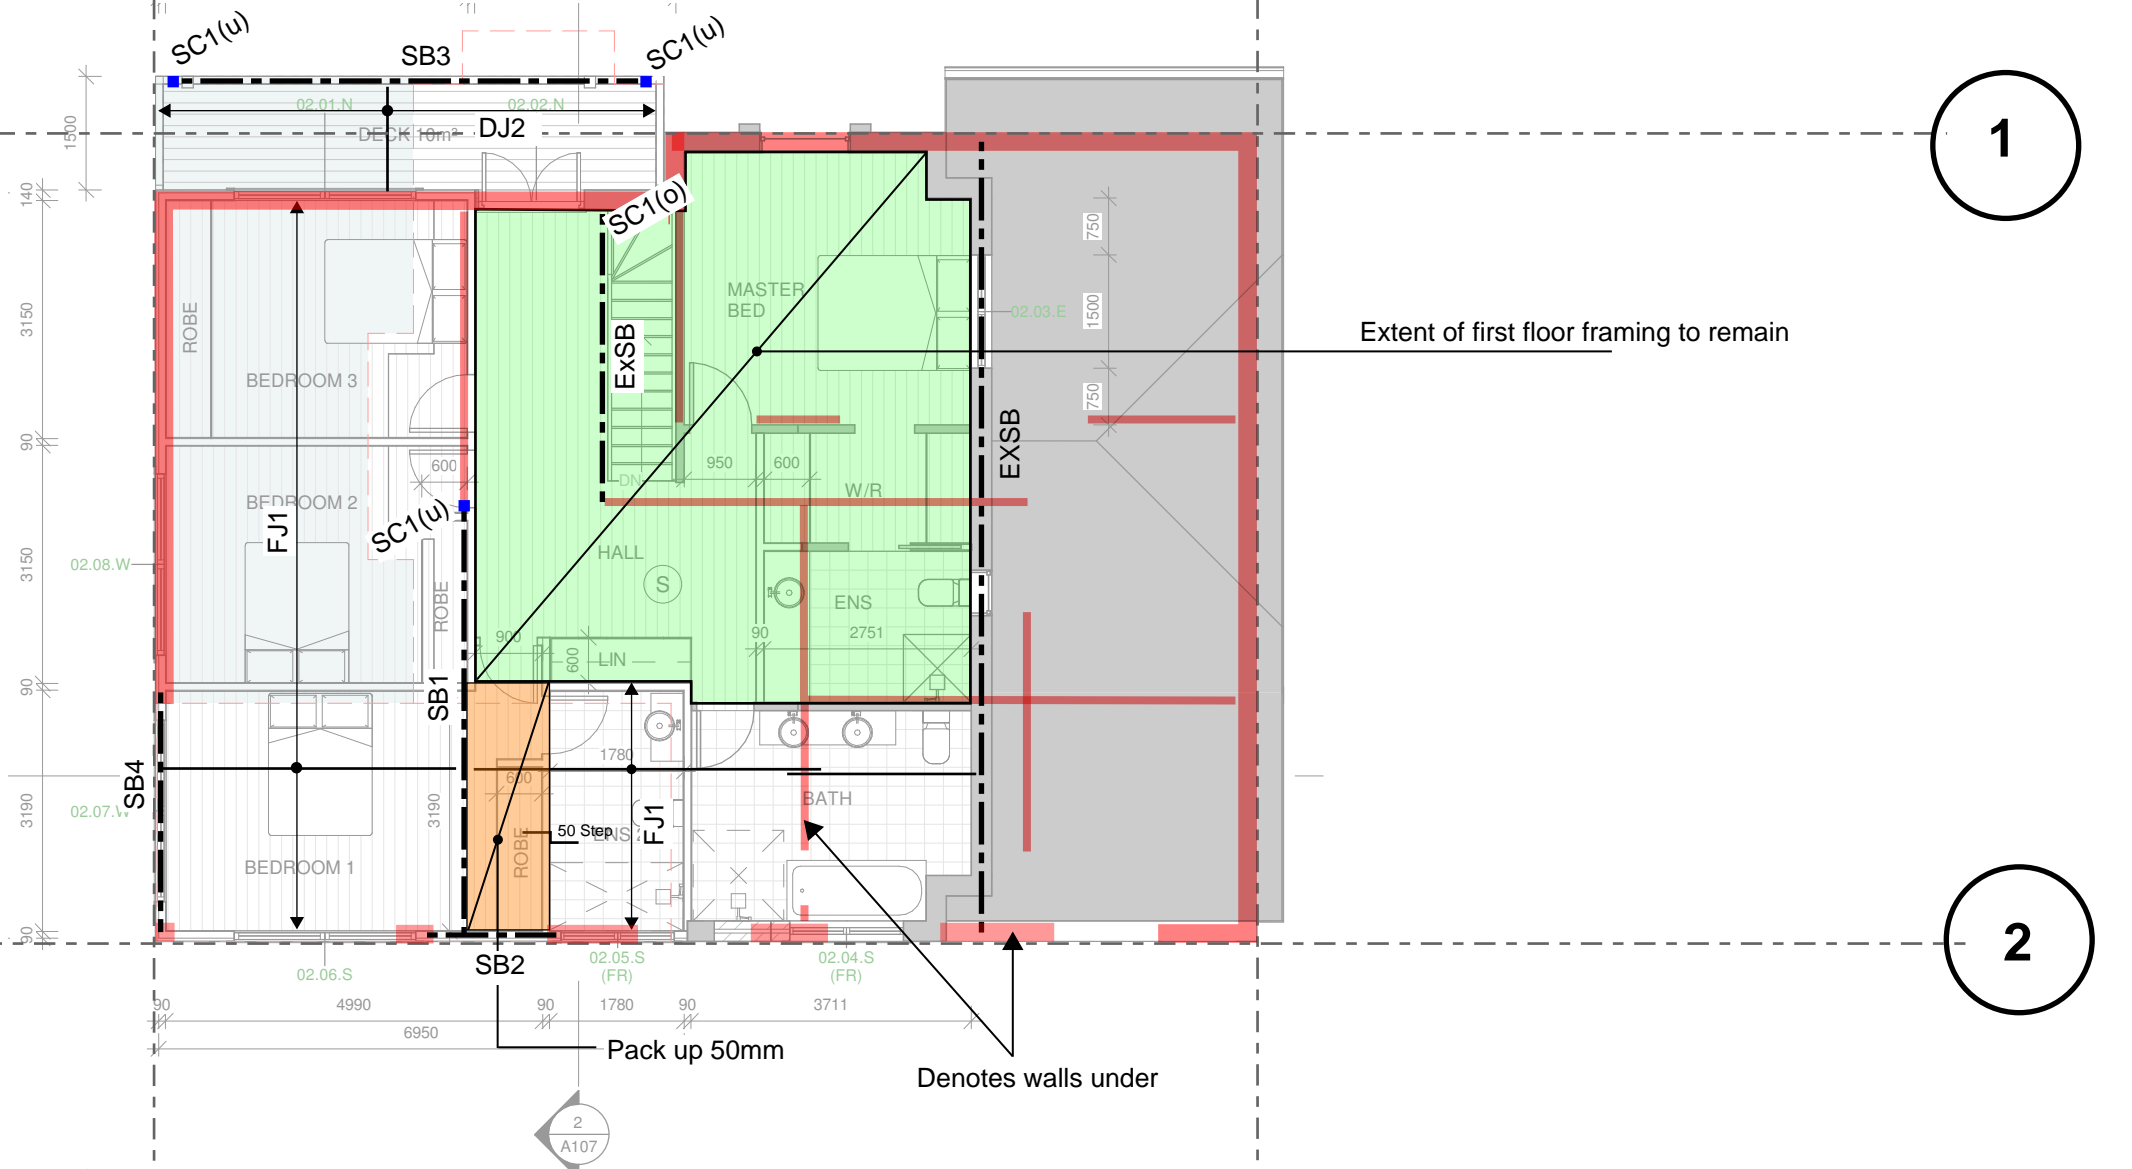 SC1(u)
SB3
SC1(u)
02.01.N
02.02.N
DECK 10m²
DJ2
1500
1
140
SC1(o)
750
ROBE
MASTER
BED
3150
ExSB
1500
02.03.E
Extent of first floor framing to remain
BEDROOM 3
750
90
EXSB
600
950
600
DN
W/R
BEDROOM 2
FJ1
SC1(u)
HALL
3150
02.08.W
S
ENS
ROBE
90
2751
900
600
LIN
90
SB1
1780
600
SB4
02.07.W
3190
3190
BATH
50 Step
ENS 2
FJ1
ROBE
BEDROOM 1
90
2
SB2
02.06.S
02.05.S
(FR)
02.04.S
(FR)
90
4990
90
1780
90
3711
6950
Pack up 50mm
Denotes walls under
2
A107